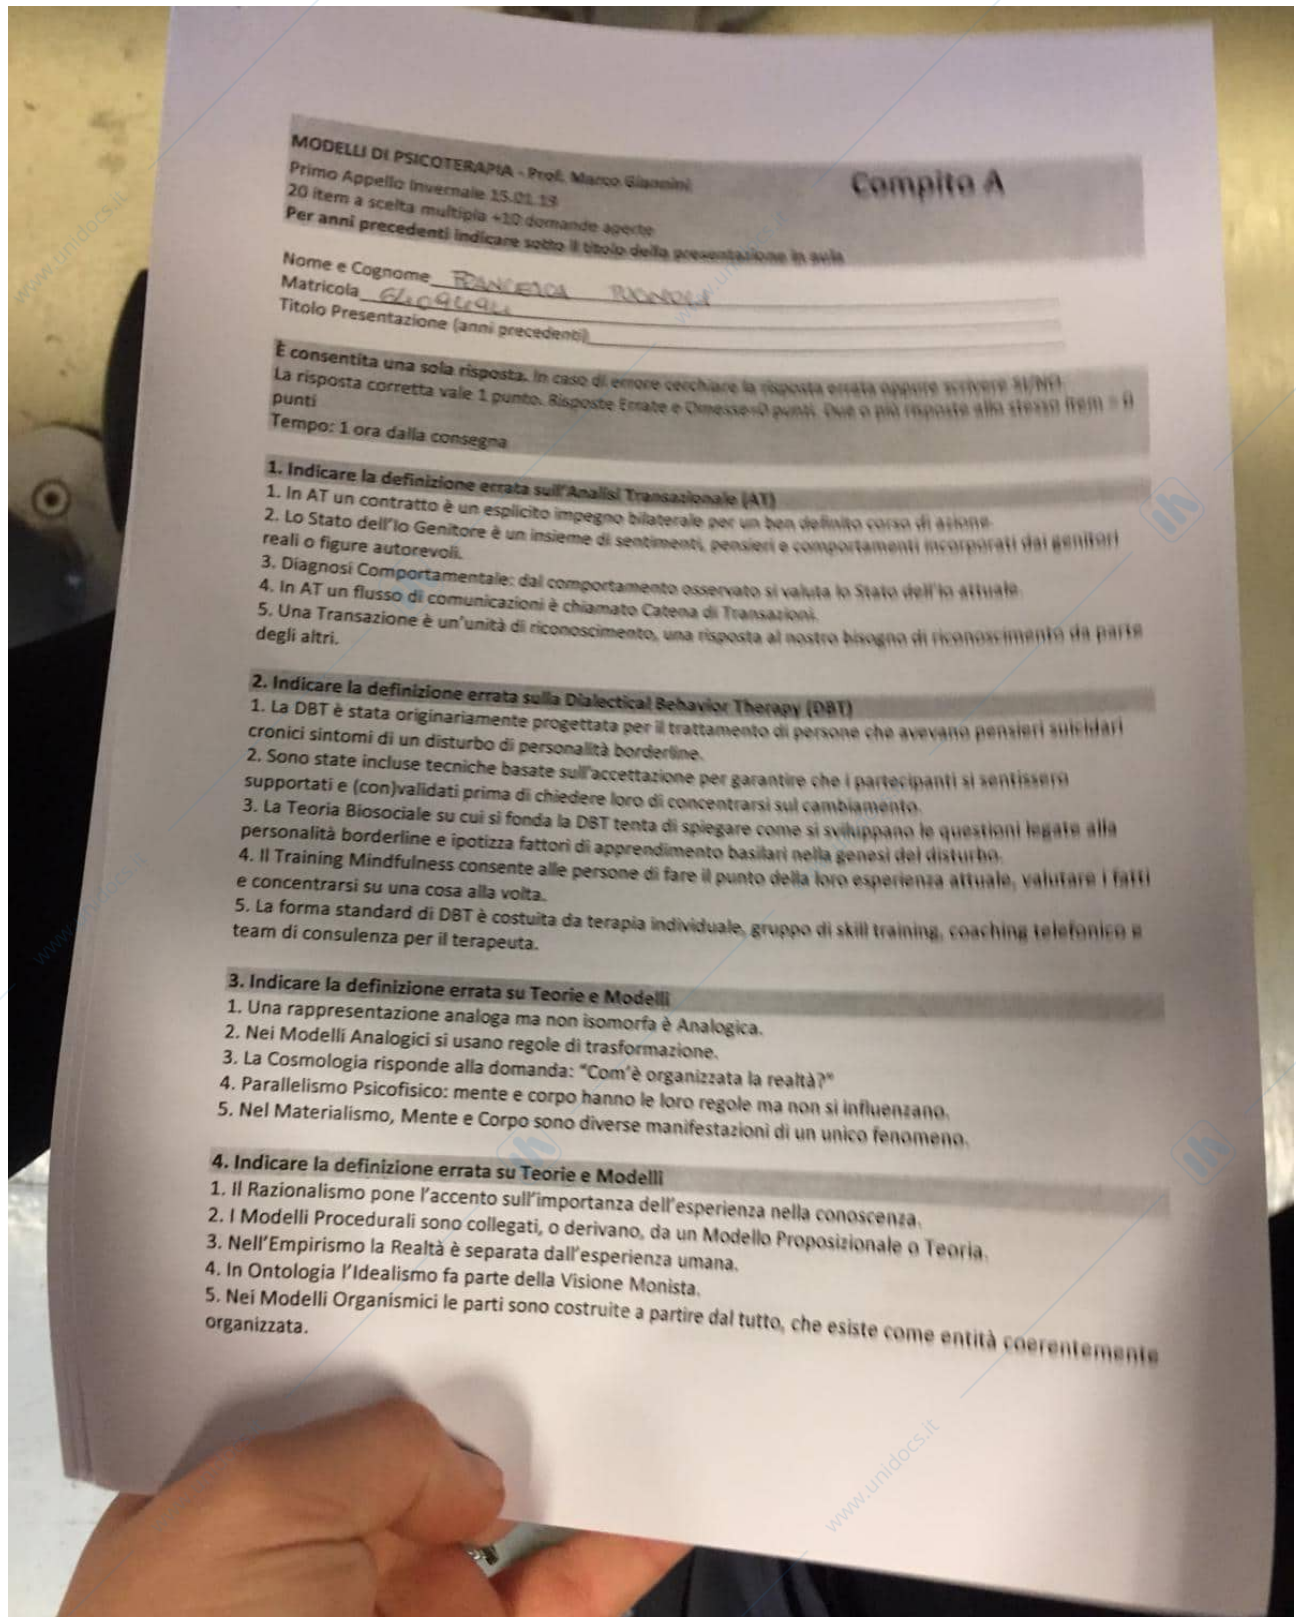 MODELLI DI PSICOTERAPIA - Prof. Marco Giannini
Compito A
Primo Appello Invernale 15.01.19
20 item a scelta multipla +10 domande aperte
Per anni precedenti indicare sotto il titolo della presentazione in aula
Nome e Cognome FRANCESCA
Matricola
Titolo Presentazione (anni precedenti)
È consentita una sola risposta. In caso di errore cerchiare la risposta errata oppure scrivere SI/NO.
La risposta corretta vale 1 punto. Risposte Errate e Omesse=0 punti. Due o più risposte allo stesso item = 0
punti
Tempo: 1 ora dalla consegna
1. Indicare la definizione errata sull'Analisi Transazionale (AT)
1. In AT un contratto è un esplicito impegno bilaterale per un ben definito corso di azione.
2. Lo Stato dell'Io Genitore è un insieme di sentimenti, pensieri e comportamenti incorporati dai genitori
reali o figure autorevoli.
3. Diagnosi Comportamentale: dal comportamento osservato si valuta lo Stato dell'Io attuale.
4. In AT un flusso di comunicazioni è chiamato Catena di Transazioni.
5. Una Transazione è un'unità di riconoscimento, una risposta al nostro bisogno di riconoscimento da parte
degli altri.
2. Indicare la definizione errata sulla Dialectical Behavior Therapy (DBT)
1. La DBT è stata originariamente progettata per il trattamento di persone che avevano pensieri suicidari
cronici sintomi di un disturbo di personalità borderline.
2. Sono state incluse tecniche basate sull'accettazione per garantire che i partecipanti si sentissero
supportati e (con)validati prima di chiedere loro di concentrarsi sul cambiamento.
3. La Teoria Biosociale su cui si fonda la DBT tenta di spiegare come si sviluppano le questioni legate alla
personalità borderline e ipotizza fattori di apprendimento basilari nella genesi del disturbo.
4. Il Training Mindfulness consente alle persone di fare il punto della loro esperienza attuale, valutare i fatti
e concentrarsi su una cosa alla volta.
5. La forma standard di DBT è costuita da terapia individuale, gruppo di skill training, coaching telefonico e
team di consulenza per il terapeuta.
3. Indicare la definizione errata su Teorie e Modelli
1. Una rappresentazione analoga ma non isomorfa è Analogica.
2. Nei Modelli Analogici si usano regole di trasformazione.
3. La Cosmologia risponde alla domanda: "Com'è organizzata la realtà?"
4. Parallelismo Psicofisico: mente e corpo hanno le loro regole ma non si influenzano.
5. Nel Materialismo, Mente e Corpo sono diverse manifestazioni di un unico fenomeno.
4. Indicare la definizione errata su Teorie e Modelli
1. Il Razionalismo pone l'accento sull'importanza dell'esperienza nella conoscenza.
2. I Modelli Procedurali sono collegati, o derivano, da un Modello Proposizionale o Teoria.
3. Nell'Empirismo la Realtà è separata dall'esperienza umana.
4. In Ontologia l'Idealismo fa parte della Visione Monista.
5. Nei Modelli Organismici le parti sono costruite a partire dal tutto, che esiste come entità coerentemente
organizzata.
www.unidocs.it
www.unidocs.it
www.unidocs.it